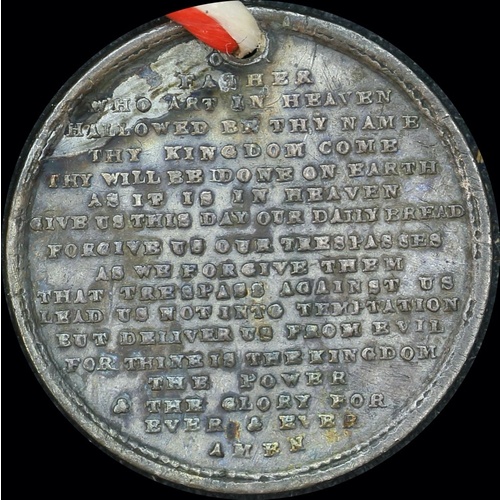 O
FATHER
WHO ART IN HEAVEN
HALLOWED BE THY NAME
THY KINGDOM COME
THY WILL BE DONE ON EARTH
AS IT IS IN HEAVEN
GIVE US THIS DAY OUR DAILY BREAD
FORGIVE US OUR TRESPASSES
AS WE FORGIVE THEM
THAT TRESPASS AGAINST US
LEAD US NOT INTO TEMPTATION
BUT DELIVER US FROM EVIL
FOR THINE IS THE KINGDOM
THE POWER
& THE GLORY FOR
EVER & EVER
AMEN